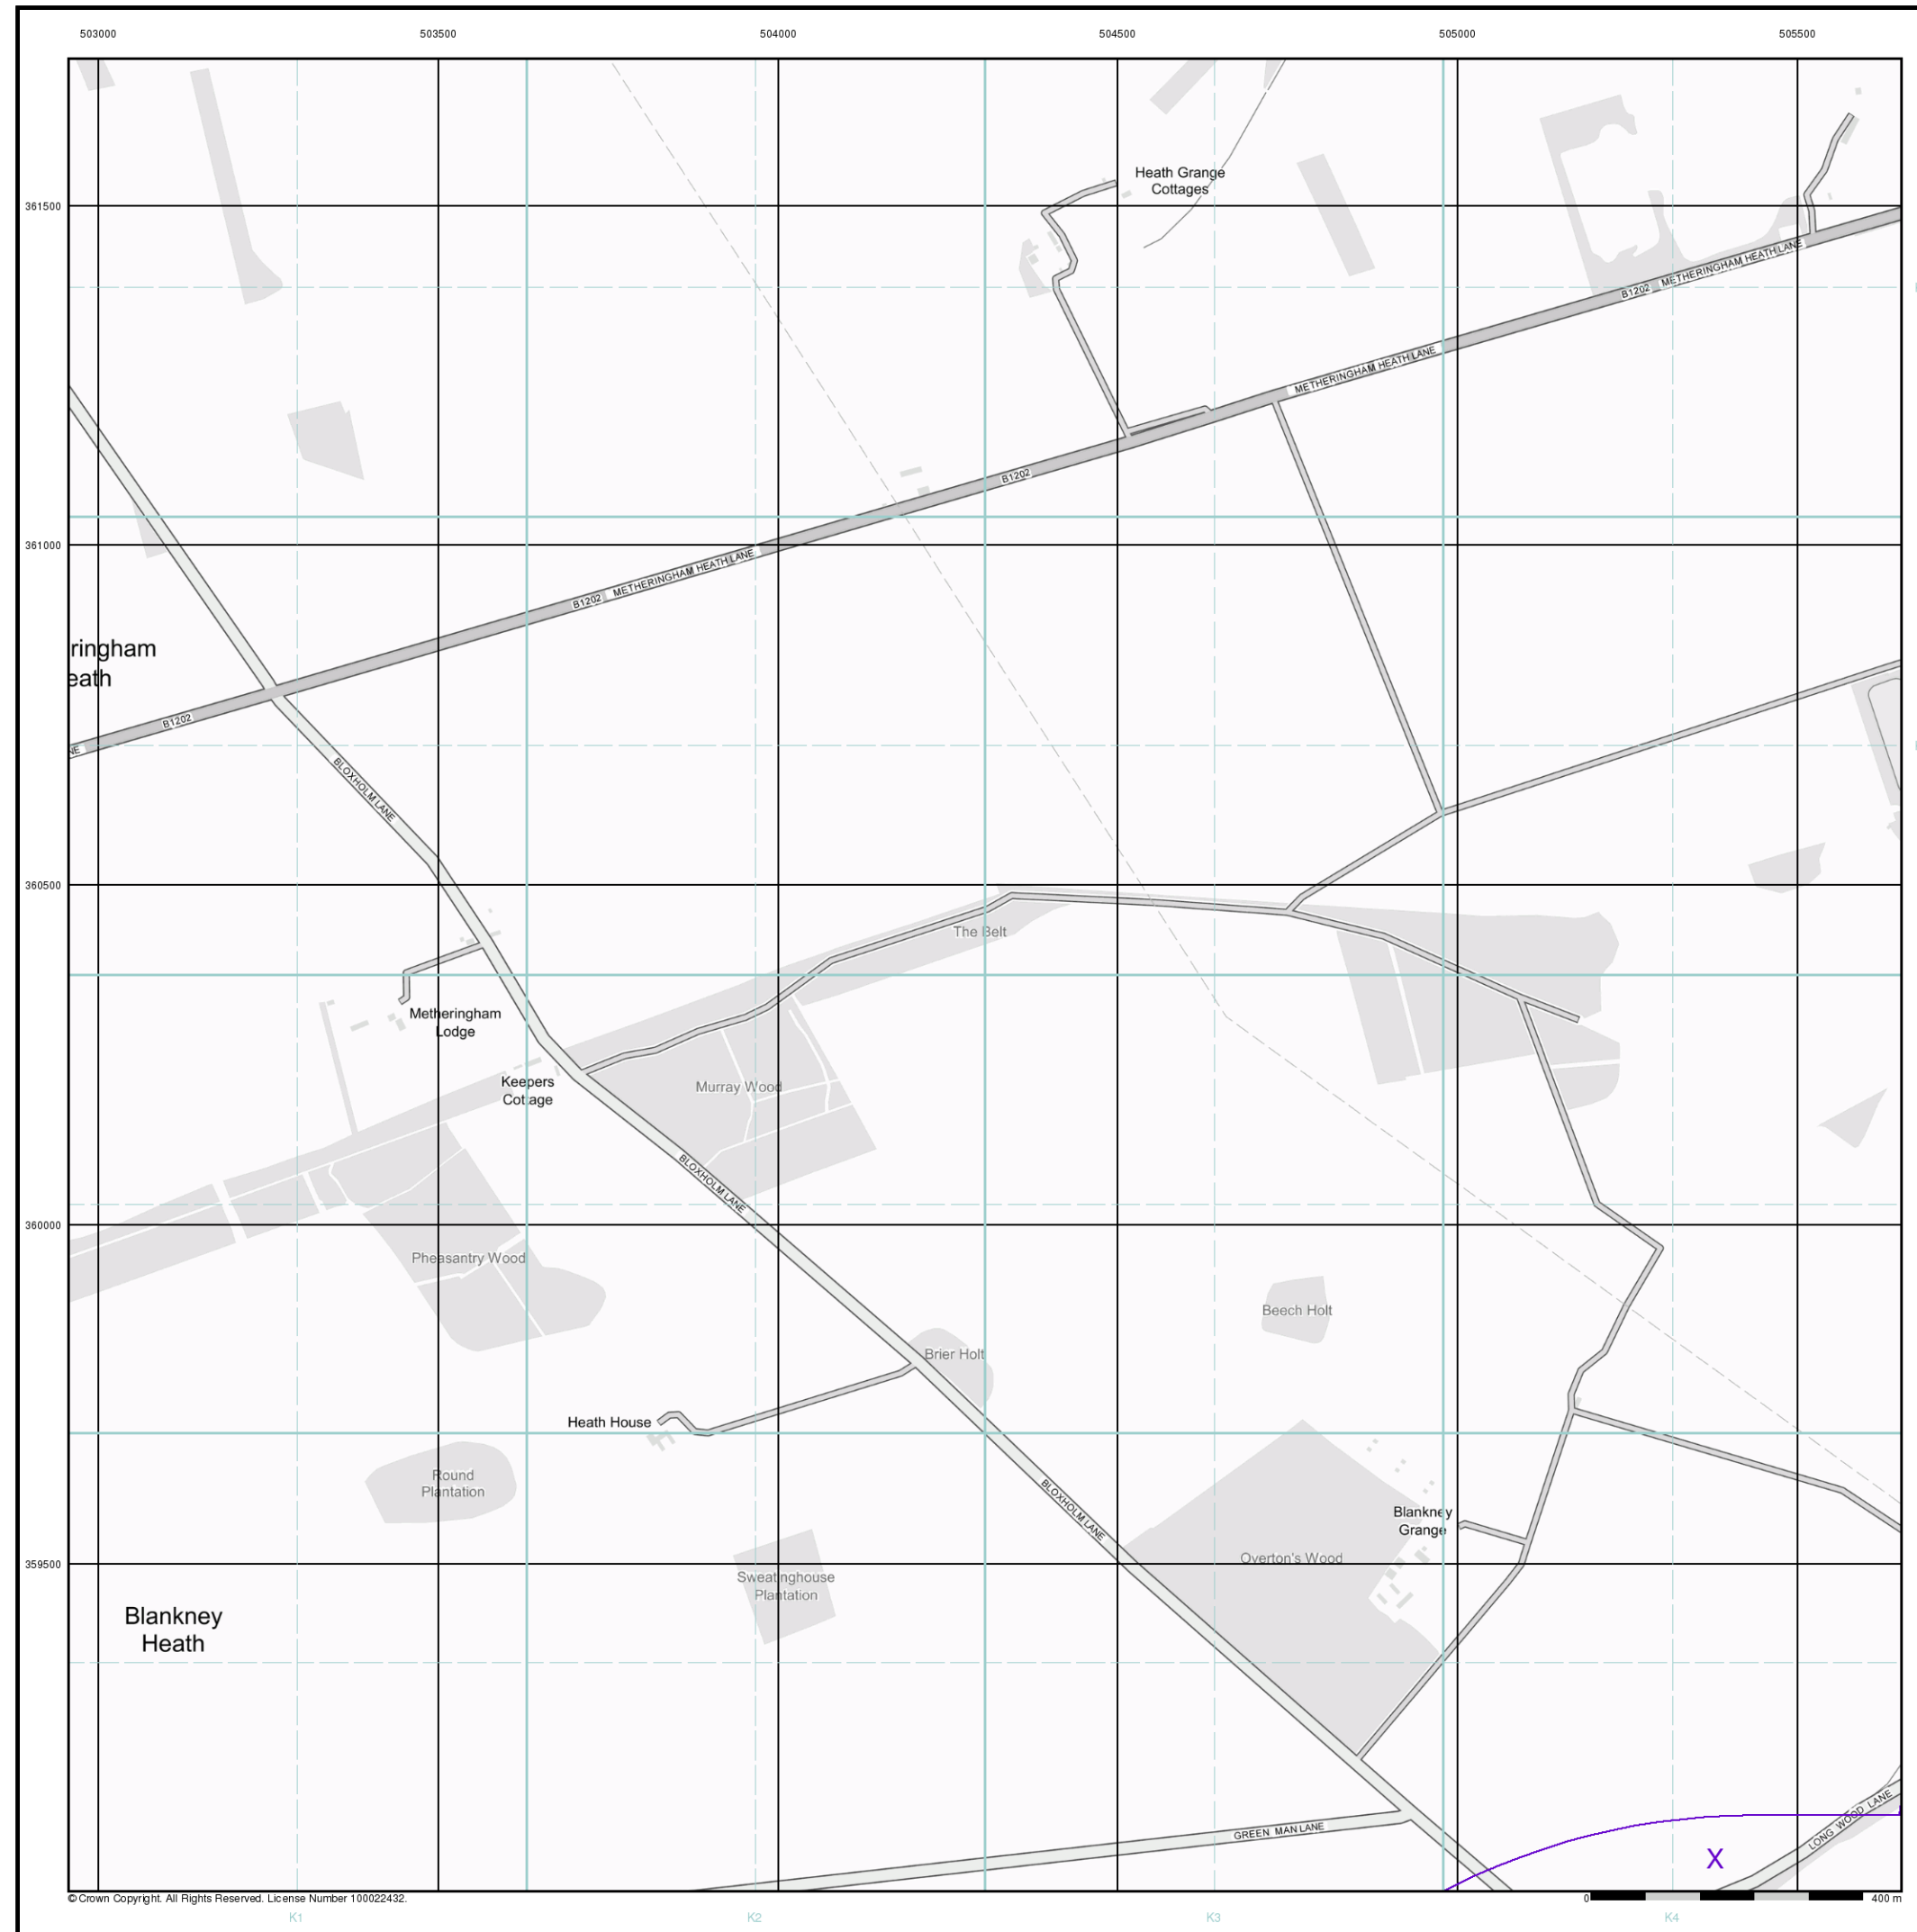 503000 503500 504000 504500 505000 505500
Heath Grange
Cottages
361500
B1202 METHERINGHAM HEATH LANE
METHERINGHAM HEATH LANE
B1202
361000
B1202 METHERINGHAM HEATH LANE
ringham
eath
B1202
NE
BLOXHOLM LANE
360500
The Belt
Metheringham
Lodge
Keepers
Cottage
Murray Wood
BLOXHOLM LANE
360000
Pheasantry Wood
Beech Holt
Brier Holt
Heath House
Round
Plantation
BLOXHOLM LANE
Blankney
Grange
359500
Overton's Wood
Sweatinghouse
Plantation
Blankney
Heath
LONG WOOD LANE
GREEN MAN LANE
X
© Crown Copyright. All Rights Reserved. License Number 100022432.
0 400 m
K1 K2 K3 K4